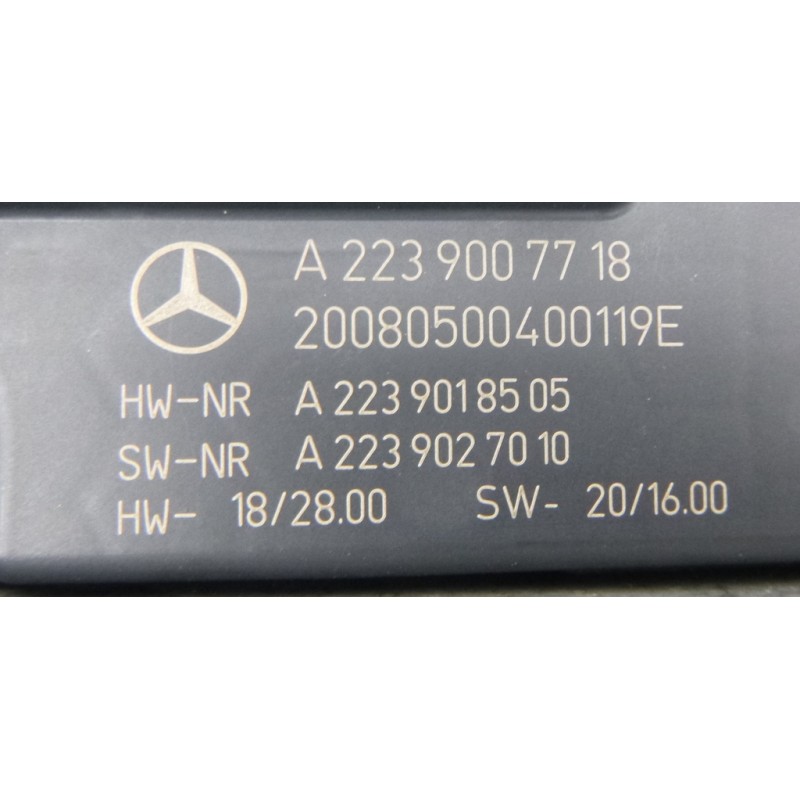 A 223 900 77 18
20080500400119E
HW-NR A 223 901 85 05
SW-NR A 223 902 70 10
HW- 18/28.00 SW- 20/16.00